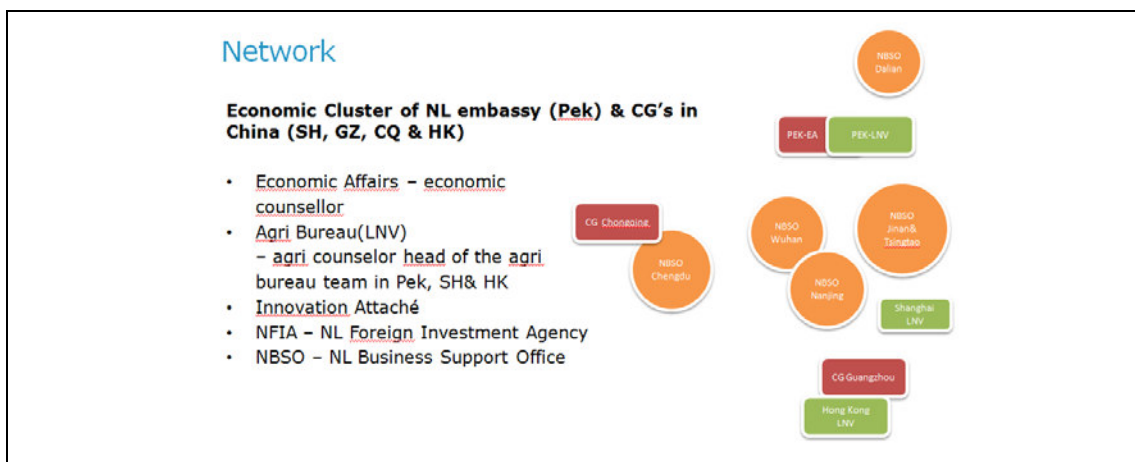 Network
Economic Cluster of NL embassy (Pek) & CG's in
China (SH, GZ, CQ & HK)
• Economic Affairs – economic
counsellor
• Agri Bureau(LNV)
– agri counselor head of the agri
bureau team in Pek, SH& HK
• Innovation Attaché
• NFIA – NL Foreign Investment Agency
• NBSO – NL Business Support Office
NBSO
Dalian
PEK-EA
PEK-LNV
CG Chongqing
NBSO
Chengdu
NBSO
Wuhan
NBSO
Jinan&
Tsingtao
NBSO
Nanjing
Shanghai
LNV
CG Guangzhou
Hong Kong
LNV